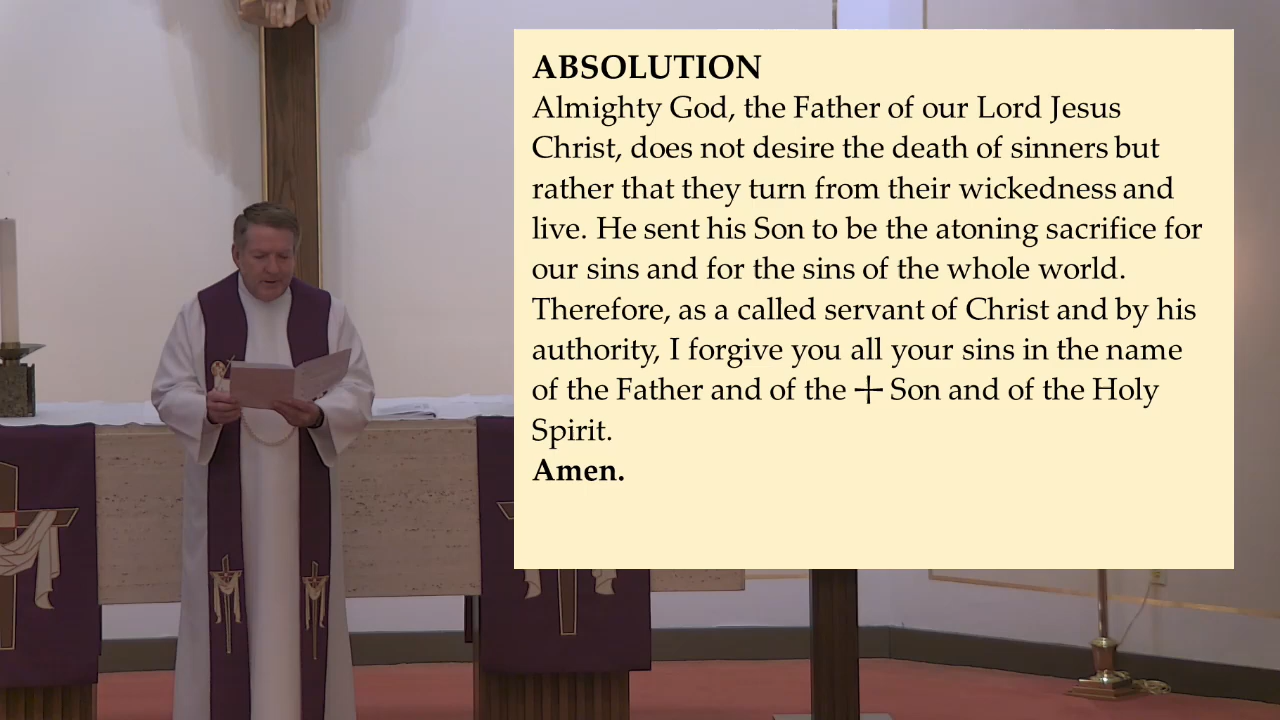 ABSOLUTION
Almighty God, the Father of our Lord Jesus
Christ, does not desire the death of sinners but
rather that they turn from their wickedness and
live. He sent his Son to be the atoning sacrifice for
our sins and for the sins of the whole world.
Therefore, as a called servant of Christ and by his
authority, I forgive you all your sins in the name
of the Father and of the ┼ Son and of the Holy
Spirit.
Amen.